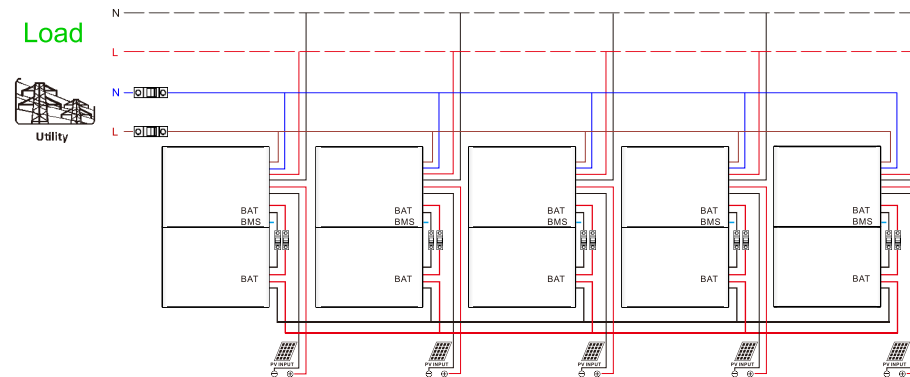 N
Load
L
N
L
Utility
BAT BAT BAT BAT BAT
BMS BMS BMS BMS BMS
BAT BAT BAT BAT BAT
PV INPUT PV INPUT PV INPUT PV INPUT PV INPUT